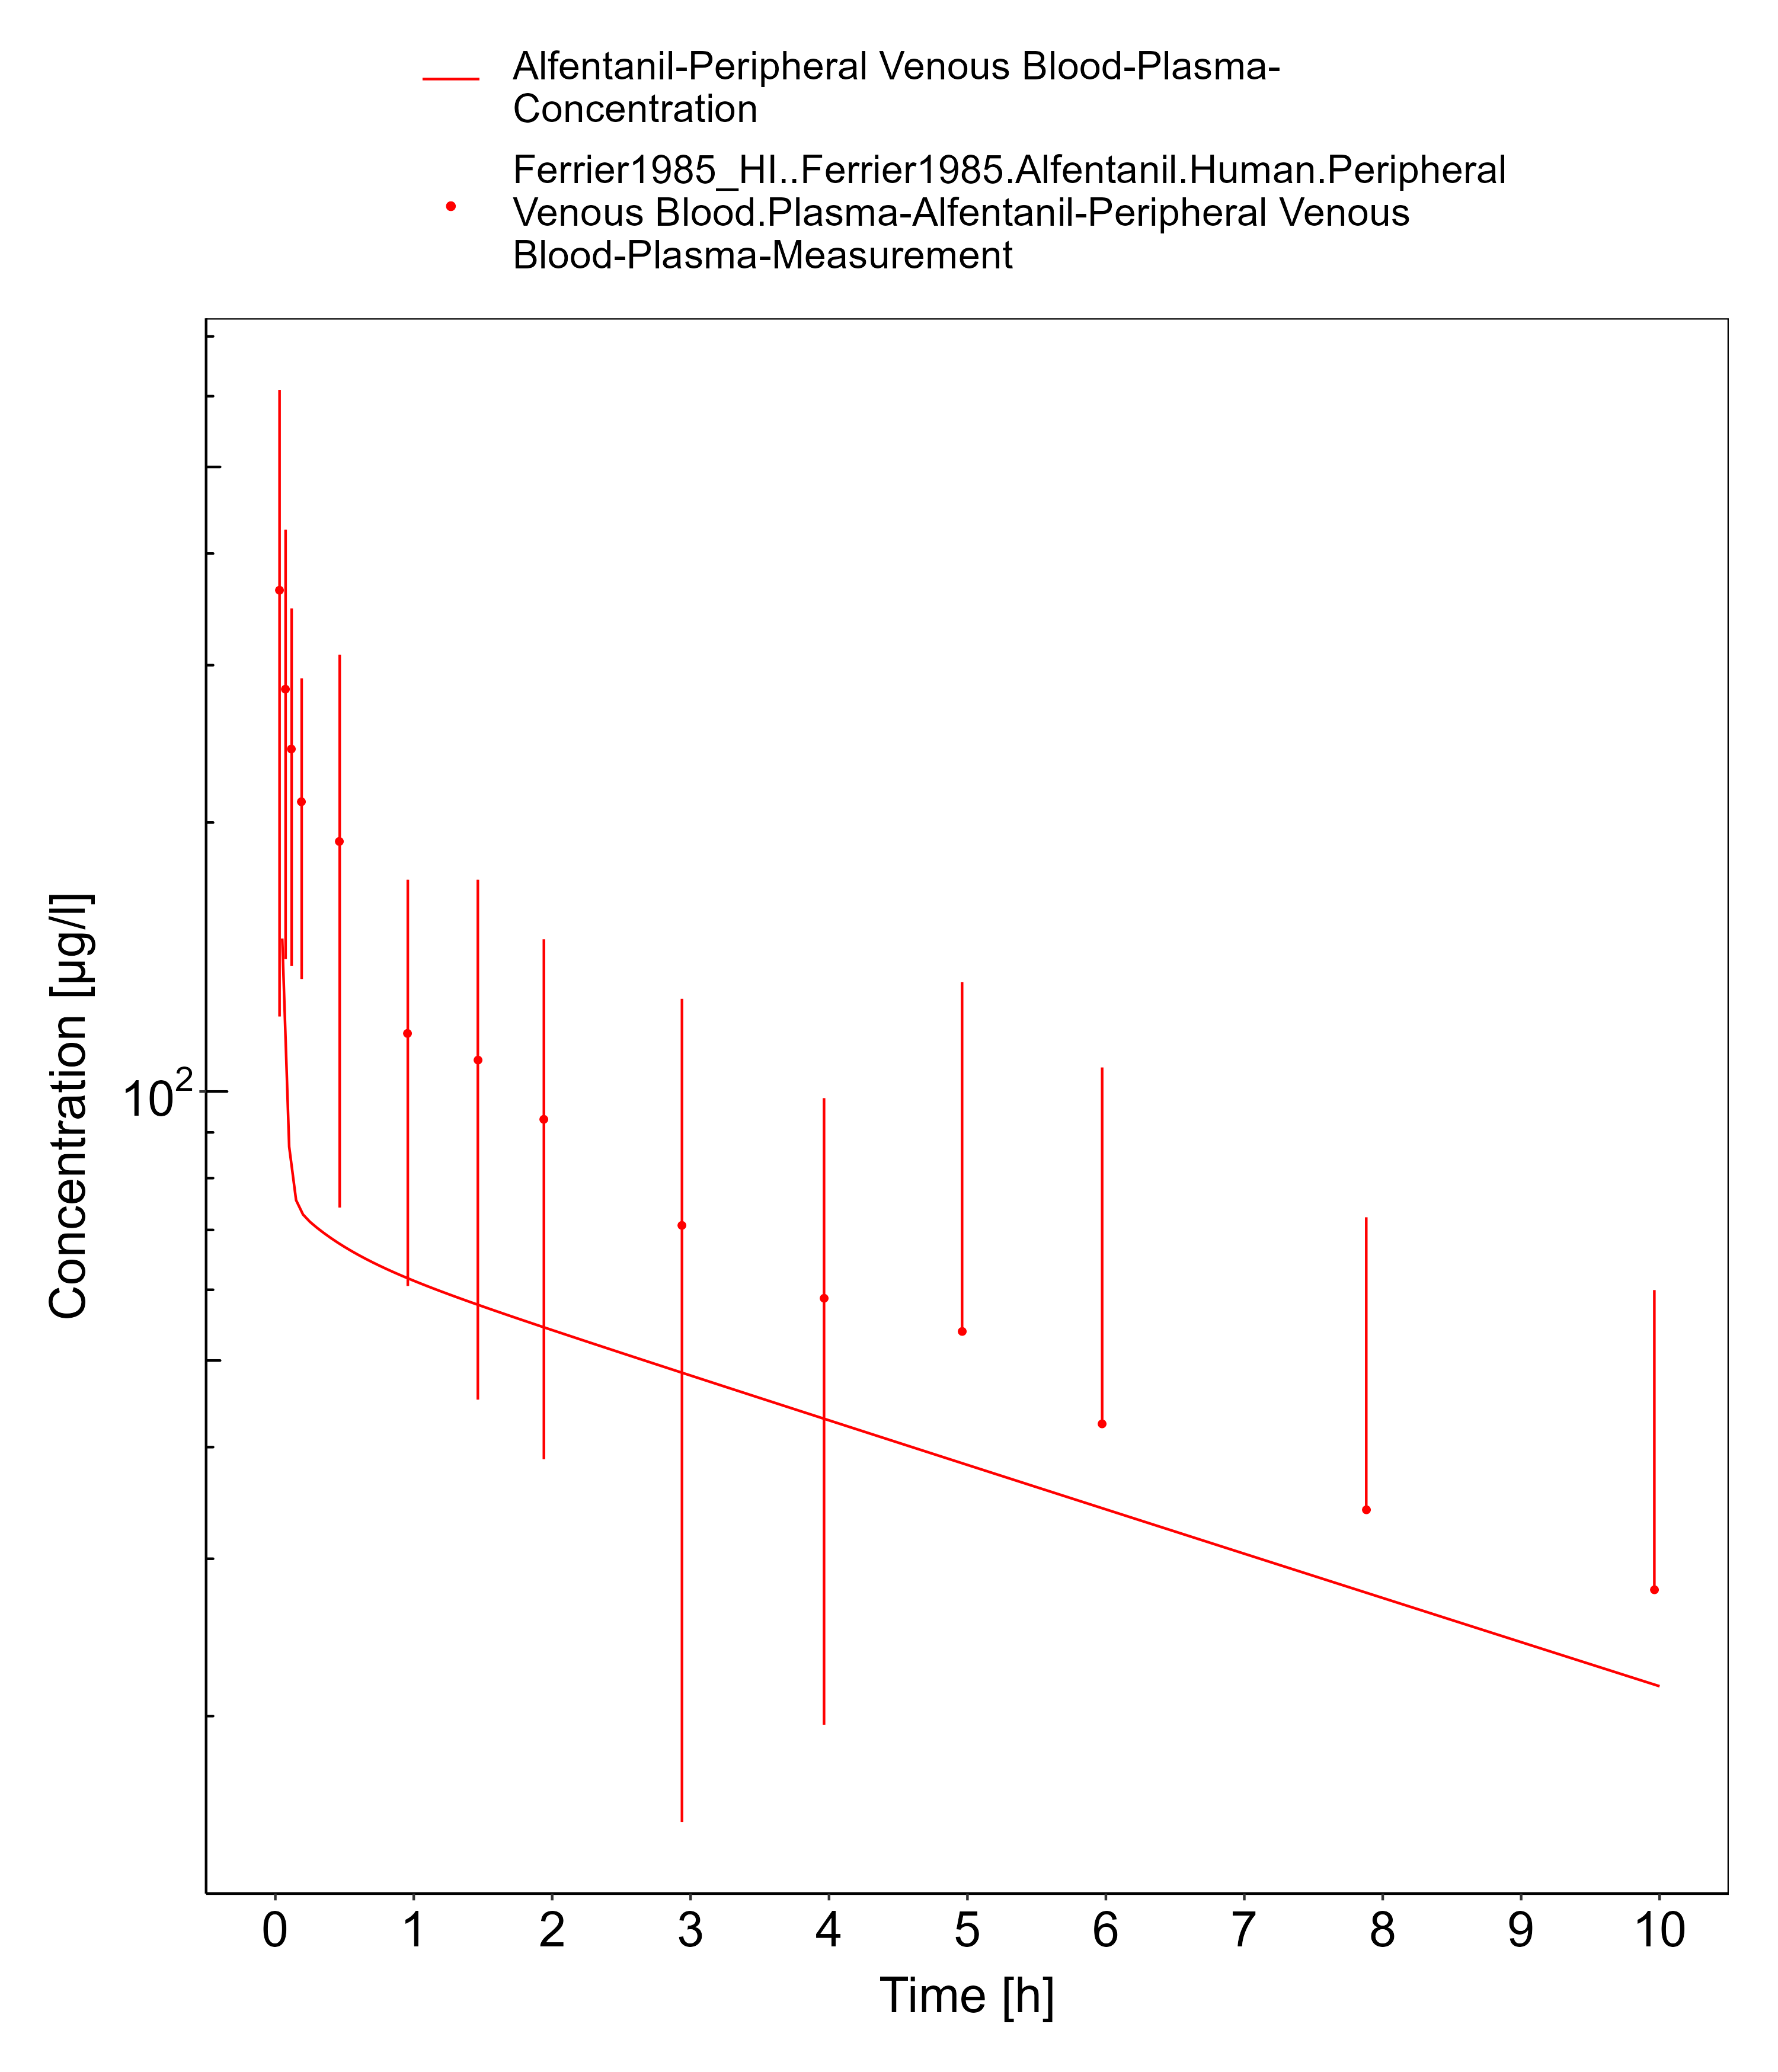 Alfentanil-Peripheral Venous Blood-Plasma-
Concentration
Ferrier1985_HI..Ferrier1985.Alfentanil.Human.Peripheral
Venous Blood.Plasma-Alfentanil-Peripheral Venous
Blood-Plasma-Measurement
Concentration [µg/l]
10²
0 1 2 3 4 5 6 7 8 9 10
Time [h]